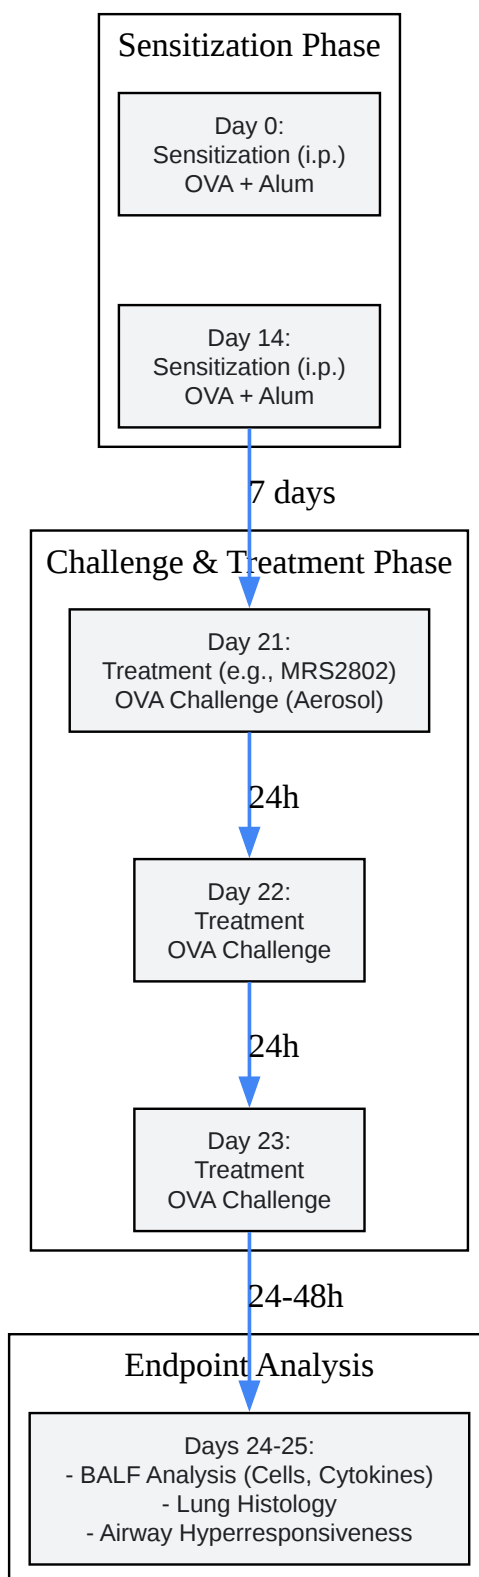 Sensitization Phase
Day 0:
Sensitization (i.p.)
OVA + Alum
Day 14:
Sensitization (i.p.)
OVA + Alum
7 days
Challenge & Treatment Phase
Day 21:
Treatment (e.g., MRS2802)
OVA Challenge (Aerosol)
24h
Day 22:
Treatment
OVA Challenge
24h
Day 23:
Treatment
OVA Challenge
24-48h
Endpoint Analysis
Days 24-25:
- BALF Analysis (Cells, Cytokines)
- Lung Histology
- Airway Hyperresponsiveness